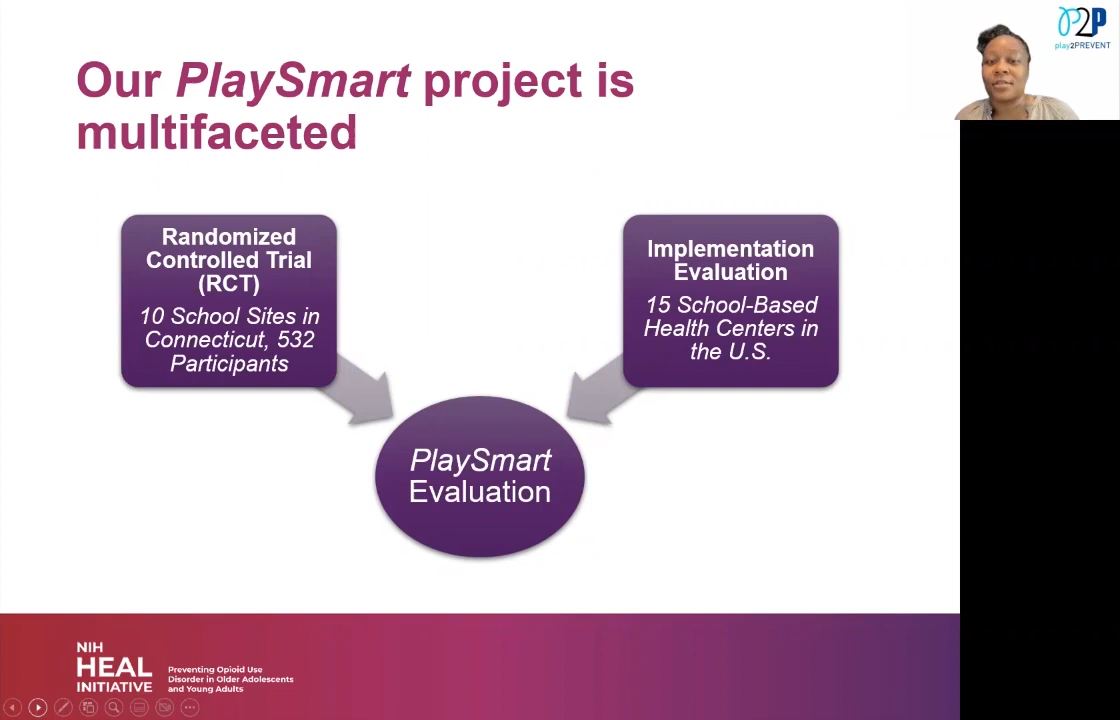 Our PlaySmart project is
multifaceted
P2P
play2PREVENT
Randomized
Controlled Trial
(RCT)
10 School Sites in
Connecticut, 532
Participants
Implementation
Evaluation
15 School-Based
Health Centers in
the U.S.
PlaySmart
Evaluation
NIH
HEAL
INITIATIVE
Preventing Opioid Use
Disorder in Older Adolescents
and Young Adults